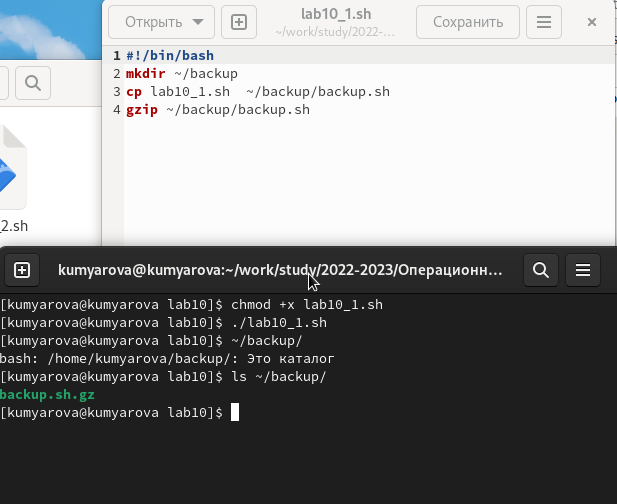 Открыть
lab10_1.sh
~/work/study/2022-...
Сохранить
1 #!/bin/bash
2 mkdir ~/backup
3 cp lab10_1.sh  ~/backup/backup.sh
4 gzip ~/backup/backup.sh
_2.sh
kumyarova@kumyarova:~/work/study/2022-2023/Операционн...
[kumyarova@kumyarova lab10]$ chmod +x lab10_1.sh
[kumyarova@kumyarova lab10]$ ./lab10_1.sh
[kumyarova@kumyarova lab10]$ ~/backup/
bash: /home/kumyarova/backup/: Это каталог
[kumyarova@kumyarova lab10]$ ls ~/backup/
backup.sh.gz
[kumyarova@kumyarova lab10]$